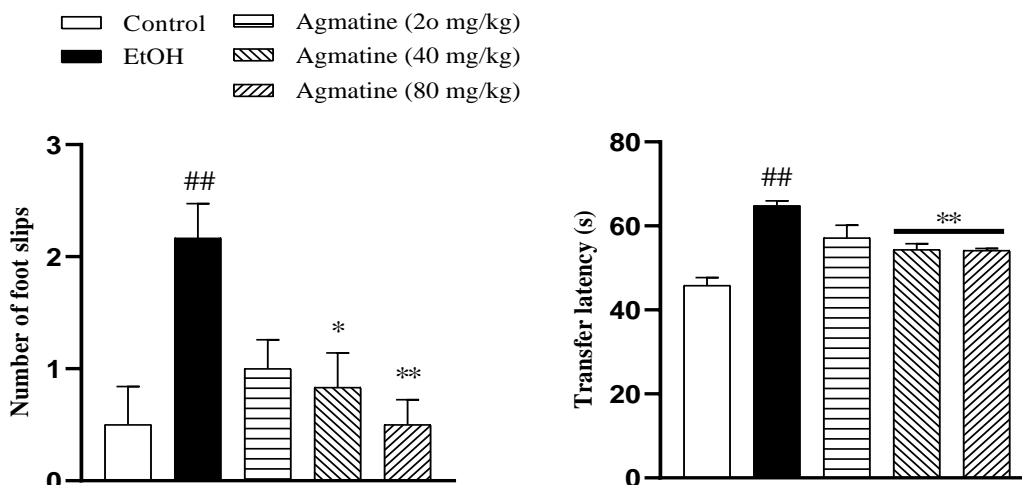 Control
EtOH
Agmatine (2o mg/kg)
Agmatine (40 mg/kg)
Agmatine (80 mg/kg)
Number of foot slips
3
2
1
0
##
*
**
Transfer latency (s)
80
60
40
20
0
##
**